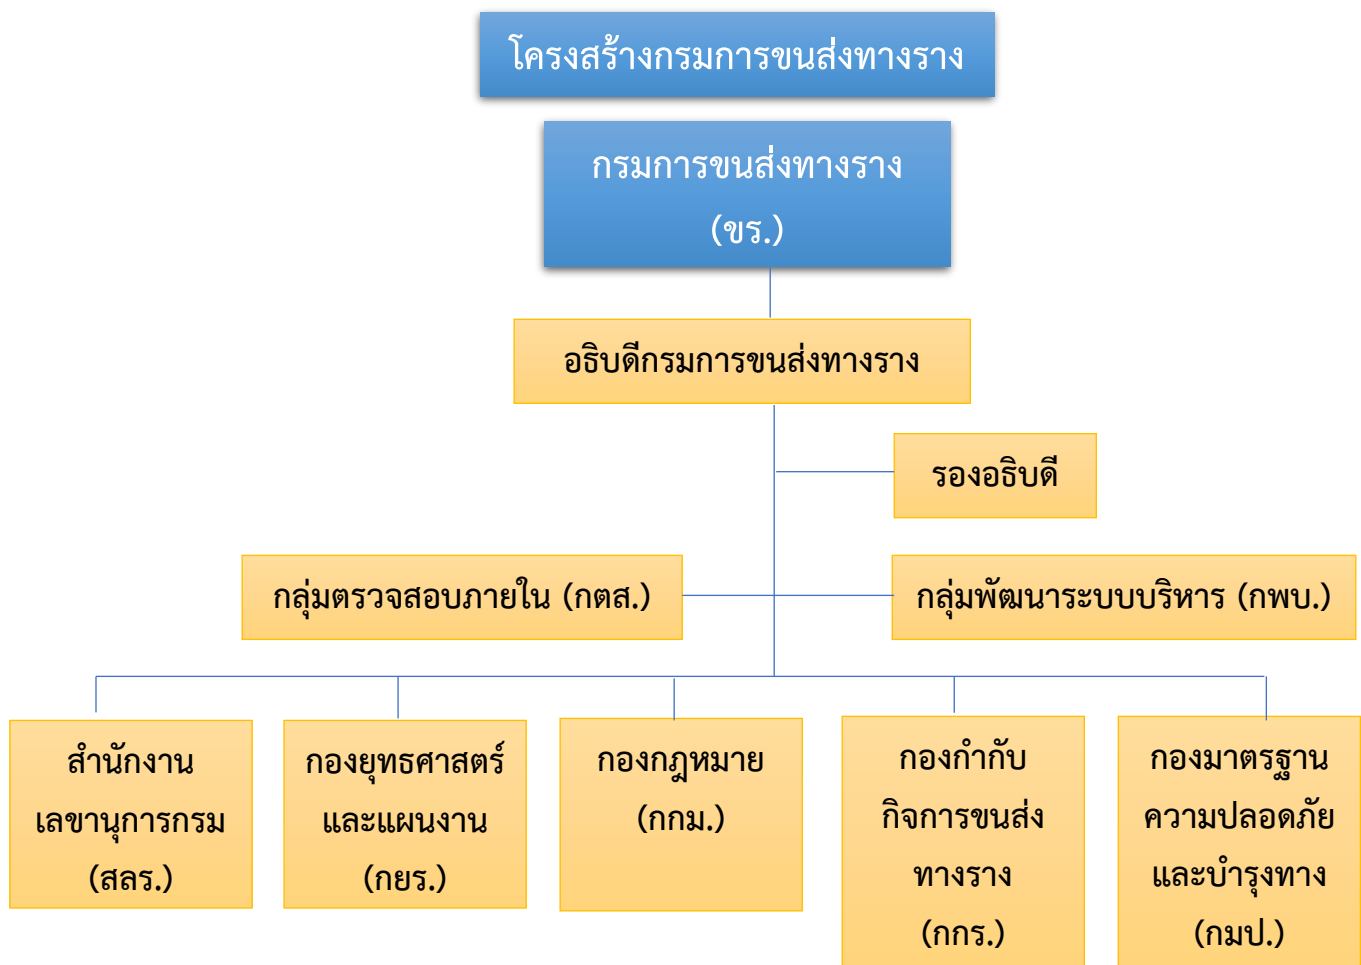 โครงสร้างกรมการขนส่งทางราง
กรมการขนส่งทางราง
(ขร.)
อธิบดีกรมการขนส่งทางราง
รองอธิบดี
กลุ่มตรวจสอบภายใน (กตส.)
กลุ่มพัฒนาระบบบริหาร (กพบ.)
สำนักงาน
เลขานุการกรม
(สลร.)
กองยุทธศาสตร์
และแผนงาน
(กยร.)
กองกฎหมาย
(กกม.)
กองกำกับ
กิจการขนส่ง
ทางราง
(กกร.)
กองมาตรฐาน
ความปลอดภัย
และบำรุงทาง
(กมป.)